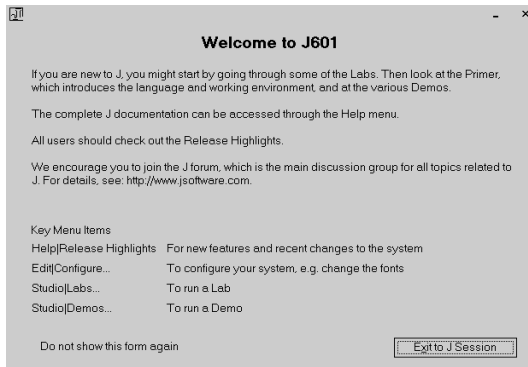 Welcome to J601
If you are new to J, you might start by going through some of the Labs. Then look at the Primer,
which introduces the language and working environment, and at the various Demos.
The complete J documentation can be accessed through the Help menu.
All users should check out the Release Highlights.
We encourage you to join the J forum, which is the main discussion group for all topics related to
J. For details, see: http://www.jsoftware.com.
Key Menu Items
Help|Release Highlights For new features and recent changes to the system
Edit|Configure... To configure your system, e.g. change the fonts
Studio|Labs... To run a Lab
Studio|Demos... To run a Demo
Do not show this form again Exit to J Session